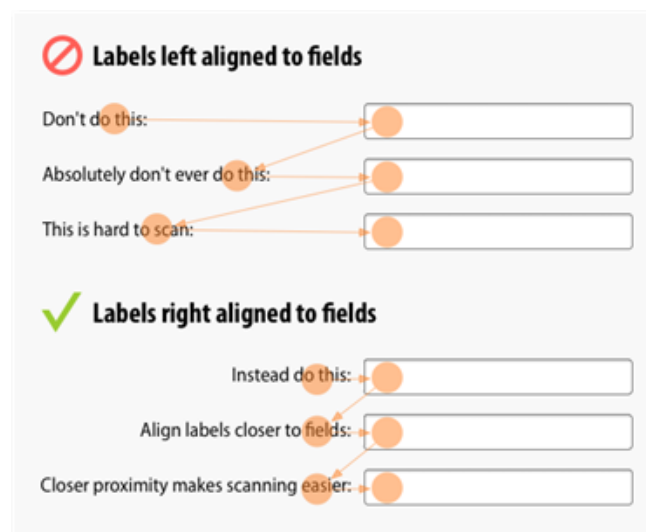 Labels left aligned to fields
Don't do this:
Absolutely don't ever do this:
This is hard to scan:
Labels right aligned to fields
Instead do this:
Align labels closer to fields:
Closer proximity makes scanning easier: